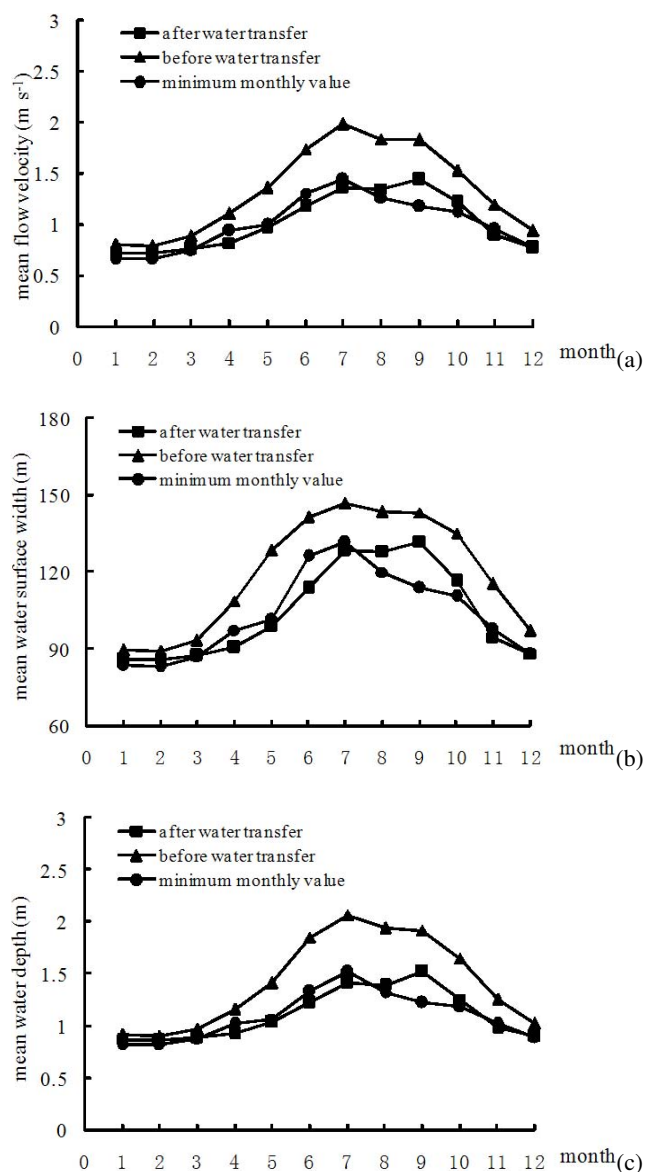 3
after water transfer
before water transfer
2.5
minimum monthly value
2
1.5
1
0.5
0
mean flow velocity (m s-1)
0 1 2 3 4 5 6 7 8 9 10 11 12 month (a)
180
after water transfer
before water transfer
minimum monthly value
150
120
90
60
mean water surface width (m)
0 1 2 3 4 5 6 7 8 9 10 11 12 month (b)
3
after water transfer
before water transfer
2.5
minimum monthly value
2
1.5
1
0.5
0
mean water depth (m)
0 1 2 3 4 5 6 7 8 9 10 11 12 month (c)